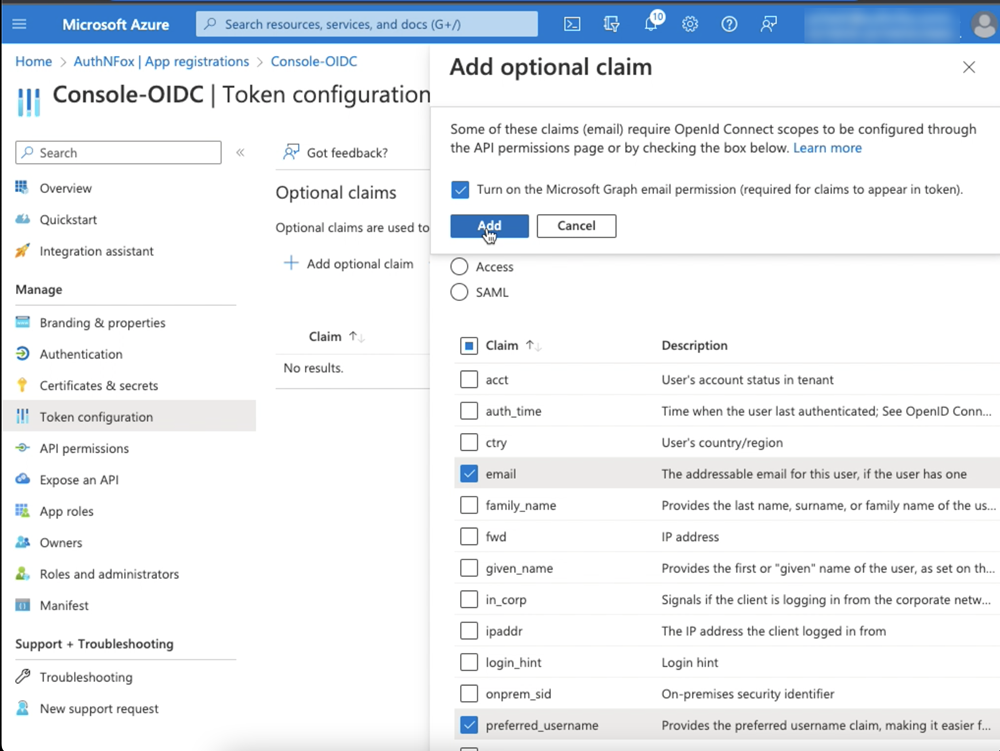 Microsoft Azure
Search resources, services, and docs (G+/)
10
Home > AuthNFox | App registrations > Console-OIDC
Console-OIDC | Token configuration
Search
«
Overview
Quickstart
Integration assistant
Manage
Branding & properties
Authentication
Certificates & secrets
Token configuration
API permissions
Expose an API
App roles
Owners
Roles and administrators
Manifest
Support + Troubleshooting
Troubleshooting
New support request
Got feedback?
Optional claims
Optional claims are used to
Add optional claim
Claim
No results.
Add optional claim
Some of these claims (email) require OpenId Connect scopes to be configured through
the API permissions page or by checking the box below. Learn more
Turn on the Microsoft Graph email permission (required for claims to appear in token).
Add Cancel
Access
SAML
Claim Description
acct User's account status in tenant
auth_time Time when the user last authenticated; See OpenID Conn...
ctry User's country/region
email The addressable email for this user, if the user has one
family_name Provides the last name, surname, or family name of the us...
fwd IP address
given_name Provides the first or "given" name of the user, as set on th...
in_corp Signals if the client is logging in from the corporate netw...
ipaddr The IP address the client logged in from
login_hint Login hint
onprem_sid On-premises security identifier
preferred_username Provides the preferred username claim, making it easier f...